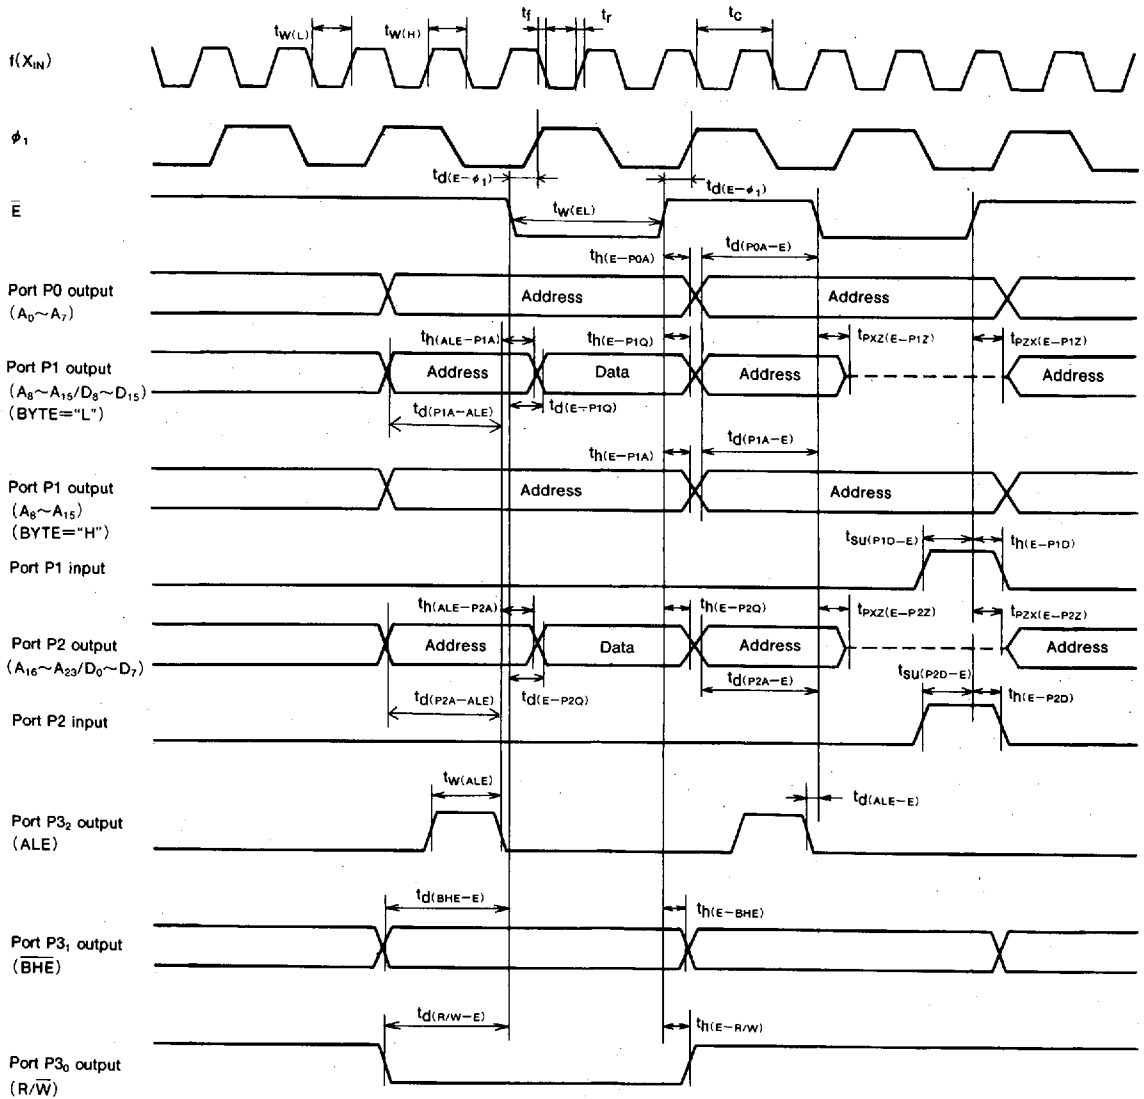 tf tr tc
tW(L) tW(H)
f(XIN)
ϕ1
td(E−ϕ1) td(E−ϕ1)
E̅ tW(EL)
th(E−P0A) td(P0A−E)
Port P0 output Address Address
(A0~A7)
th(ALE−P1A) th(E−P1Q) tPXZ(E−P1Z) tPZX(E−P1Z)
Port P1 output Address Data Address Address
(A8~A15/D8~D15)
(BYTE="L") td(P1A−ALE) td(E−P1Q)
th(E−P1A) td(P1A−E)
Port P1 output Address Address
(A8~A15)
(BYTE="H")
tsu(P1D−E) th(E−P1D)
Port P1 input
th(ALE−P2A) th(E−P2Q) tPXZ(E−P2Z) tPZX(E−P2Z)
Port P2 output Address Data Address Address
(A16~A23/D0~D7)
td(P2A−ALE) td(E−P2Q) td(P2A−E) tsu(P2D−E) th(E−P2D)
Port P2 input
tW(ALE) td(ALE−E)
Port P32 output
(ALE)
td(BHE−E) th(E−BHE)
Port P31 output
(B̅H̅E̅)
td(R/W−E) th(E−R/W)
Port P30 output
(R/W̅)